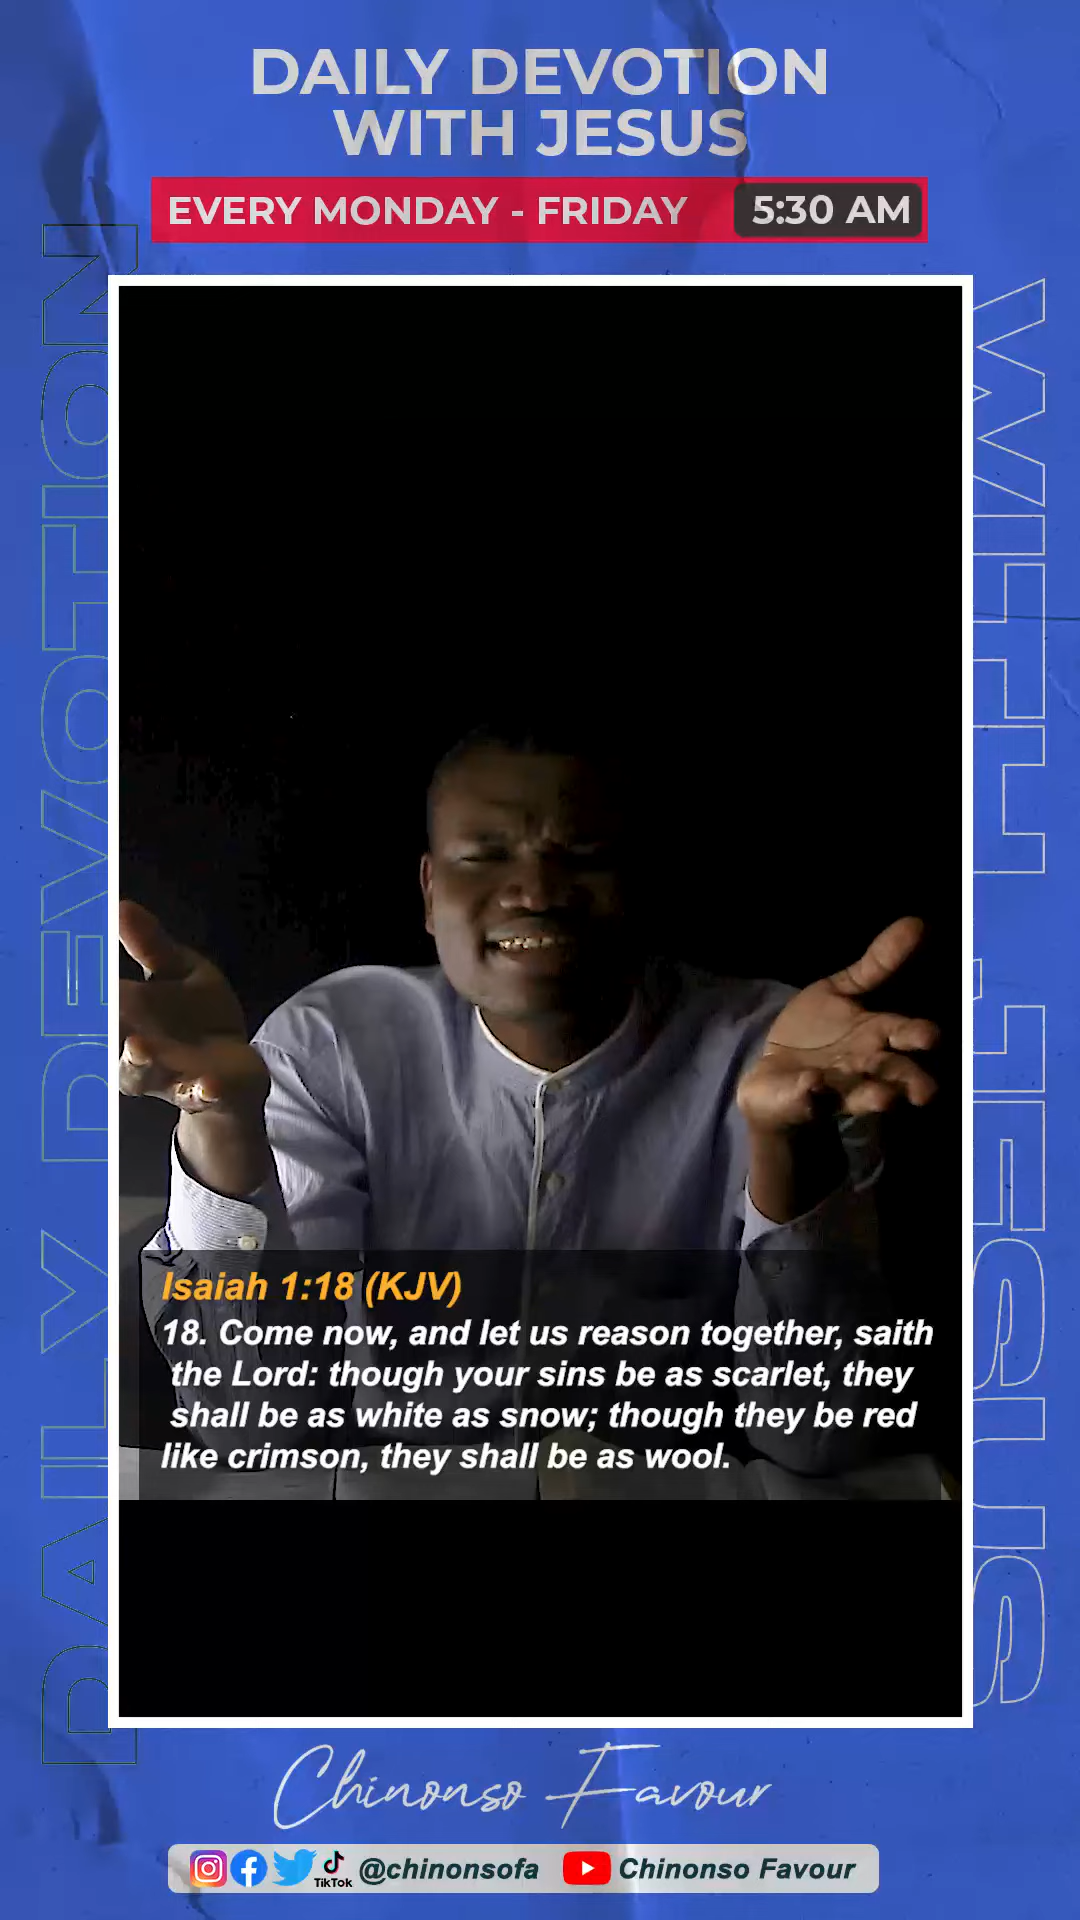 DAILY DEVOTION
WITH JESUS
EVERY MONDAY - FRIDAY 5:30 AM
DAILY DEVOTION
WITH JESUS
Isaiah 1:18 (KJV)
18. Come now, and let us reason together, saith
the Lord: though your sins be as scarlet, they
shall be as white as snow; though they be red
like crimson, they shall be as wool.
Chinonso Favour
TikTok @chinonsofa Chinonso Favour